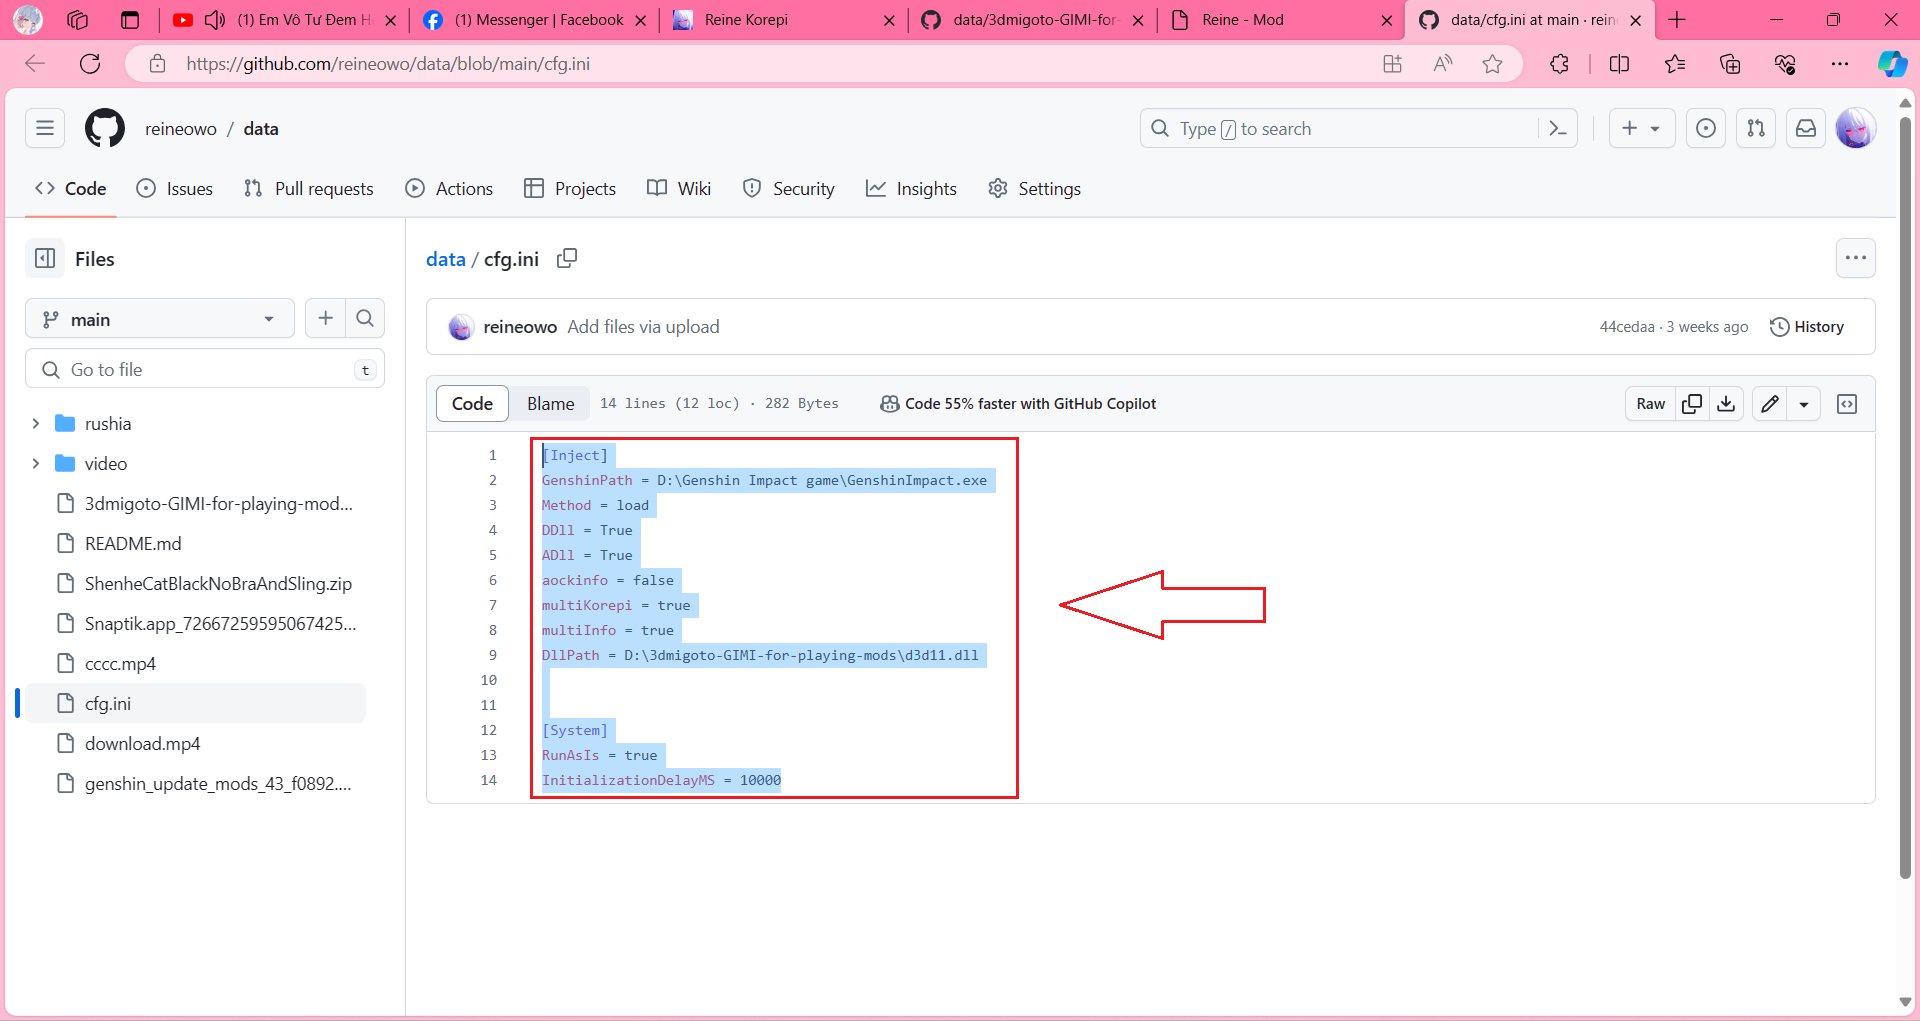 (1) Em Vô Tư Đem H
(1) Messenger | Facebook
Reine Korepi
data/3dmigoto-GIMI-for-
Reine - Mod
data/cfg.ini at main · rein
https://github.com/reineowo/data/blob/main/cfg.ini
reineowo / data
Type / to search
Code
Issues
Pull requests
Actions
Projects
Wiki
Security
Insights
Settings
Files
main
Go to file
t
rushia
video
3dmigoto-GIMI-for-playing-mod...
README.md
ShenheCatBlackNoBraAndSling.zip
Snaptik.app_72667259595067425...
cccc.mp4
cfg.ini
download.mp4
genshin_update_mods_43_f0892....
data / cfg.ini
reineowo Add files via upload
44cedaa · 3 weeks ago
History
Code
Blame
14 lines (12 loc) · 282 Bytes
Code 55% faster with GitHub Copilot
Raw
1 [Inject]
2 GenshinPath = D:\Genshin Impact game\GenshinImpact.exe
3 Method = load
4 DDll = True
5 ADll = True
6 aockinfo = false
7 multiKorepi = true
8 multiInfo = true
9 DllPath = D:\3dmigoto-GIMI-for-playing-mods\d3d11.dll
10
11
12 [System]
13 RunAsIs = true
14 InitializationDelayMS = 10000